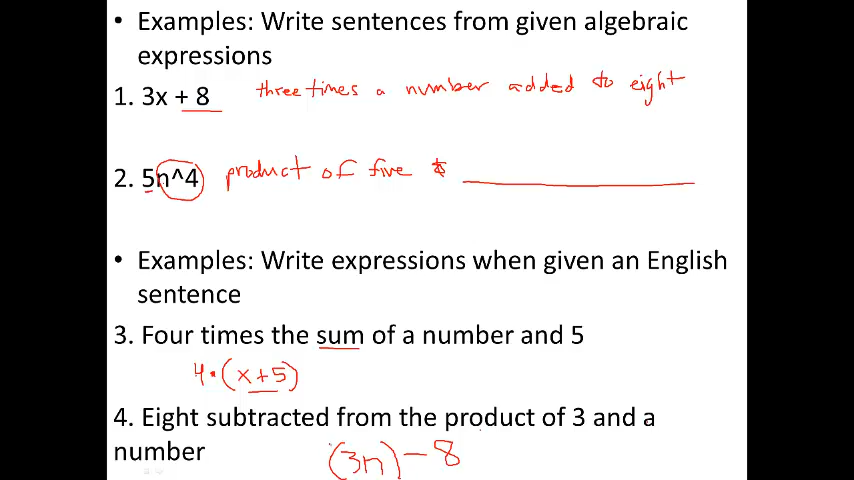 • Examples: Write sentences from given algebraic
expressions
1. 3x + 8 three times a number added to eight
2. 5n^4 product of five &
• Examples: Write expressions when given an English
sentence
3. Four times the sum of a number and 5
4•(x+5)
4. Eight subtracted from the product of 3 and a
number
(3n) − 8